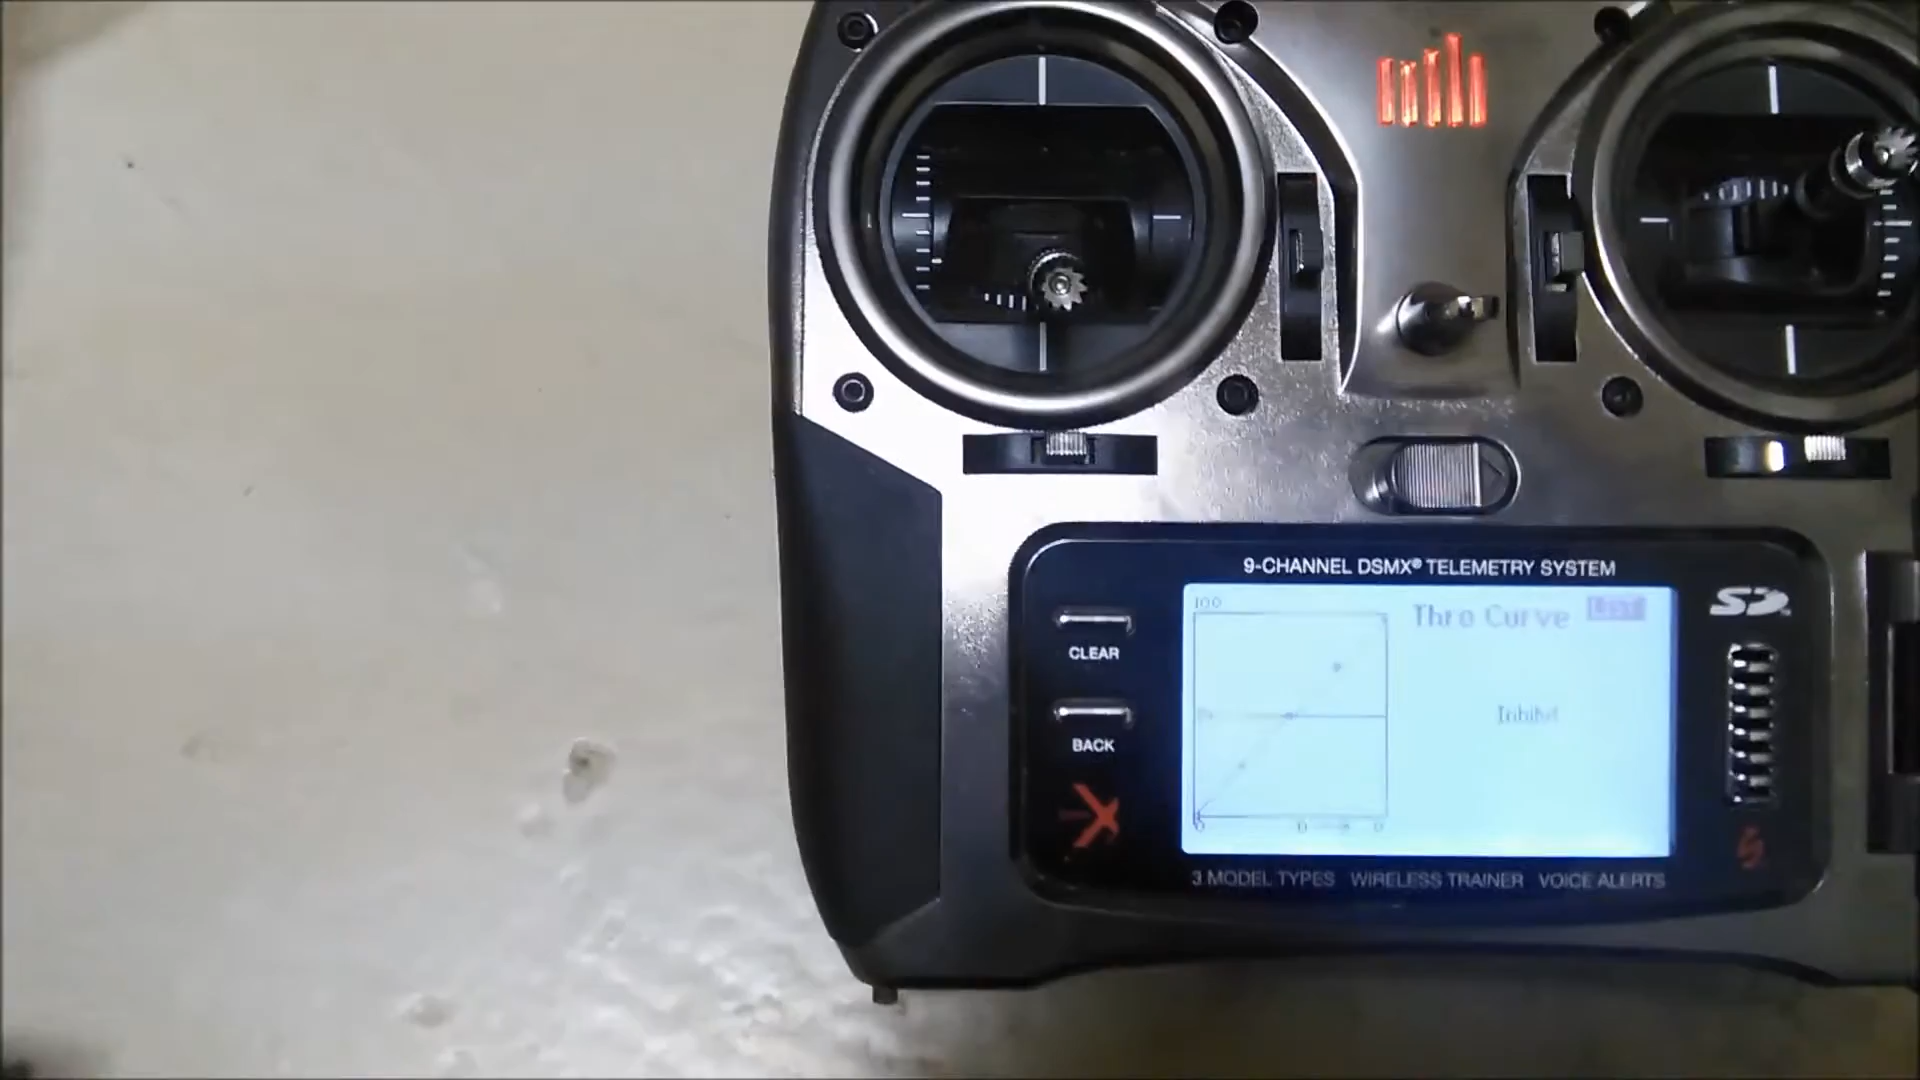 9-CHANNEL DSMX® TELEMETRY SYSTEM
100
Thro Curve
CLEAR
Inhibit
BACK
0
3 MODEL TYPES WIRELESS TRAINER VOICE ALERTS